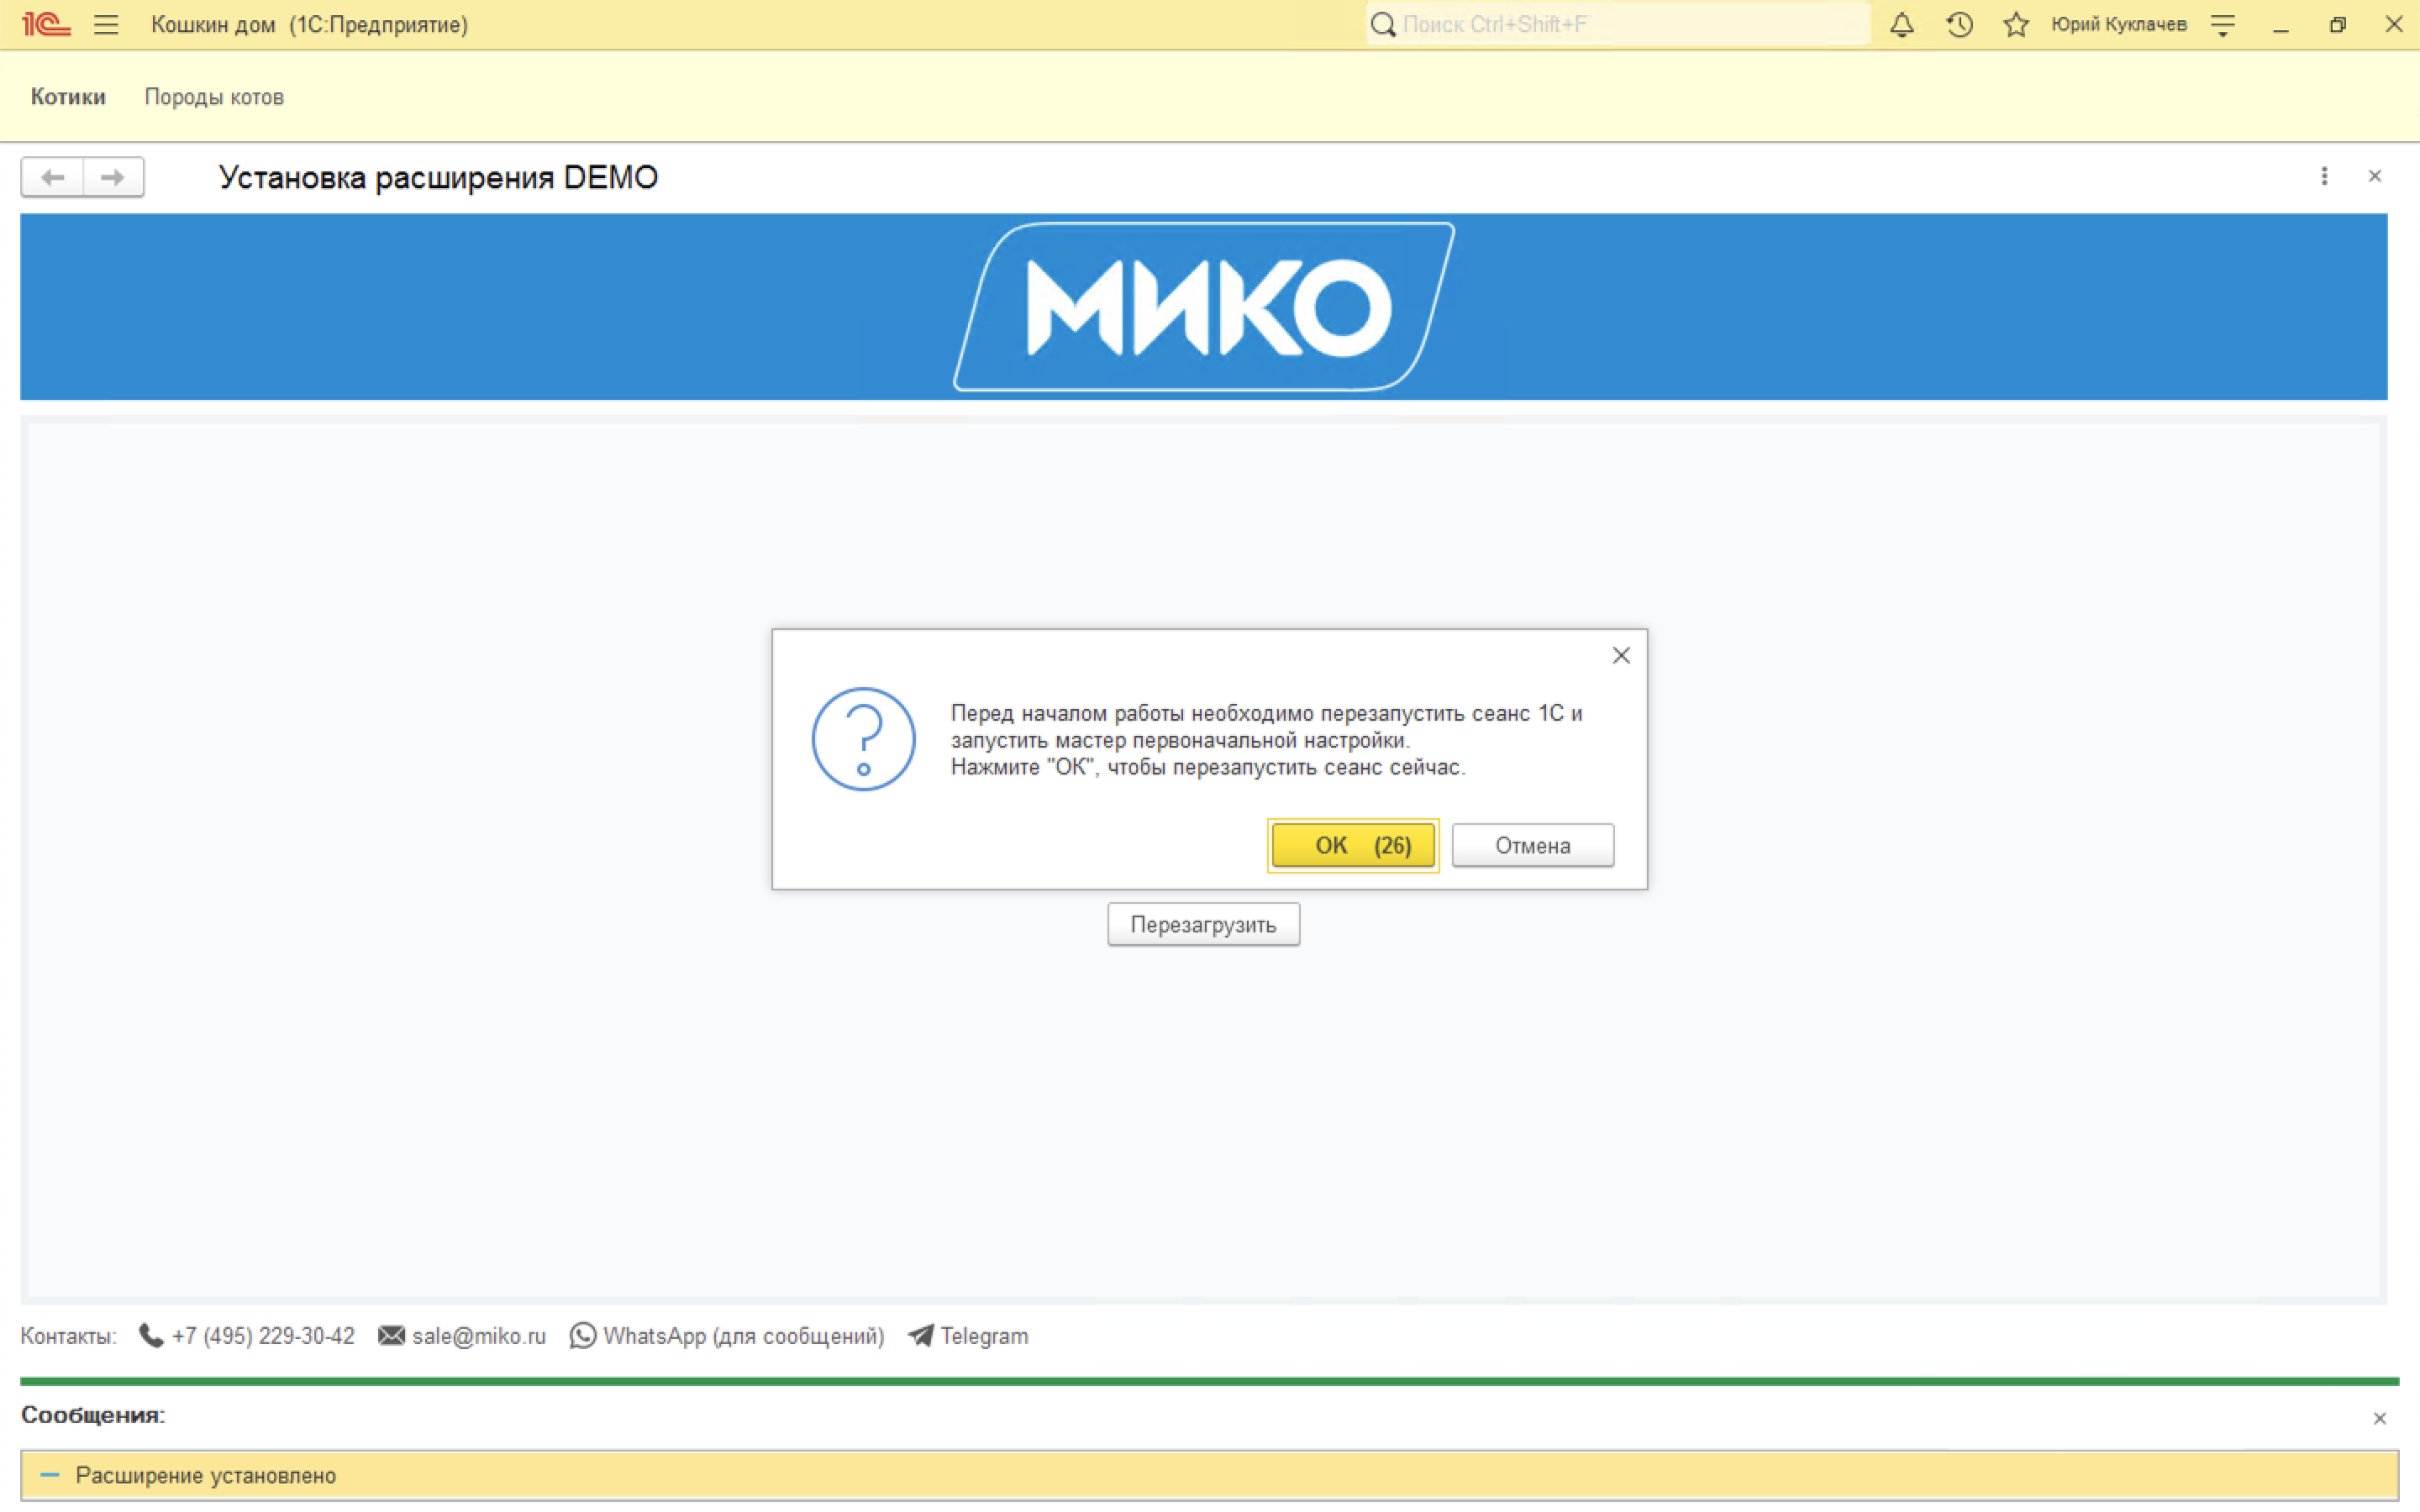 1С Кошкин дом (1С:Предприятие) Поиск Ctrl+Shift+F Юрий Куклачев
Котики Породы котов
Установка расширения DEMO
МИКО
Перед началом работы необходимо перезапустить сеанс 1С и
запустить мастер первоначальной настройки.
Нажмите "ОК", чтобы перезапустить сеанс сейчас.
ОК (26) Отмена
Перезагрузить
Контакты: +7 (495) 229-30-42 sale@miko.ru WhatsApp (для сообщений) Telegram
Сообщения:
Расширение установлено